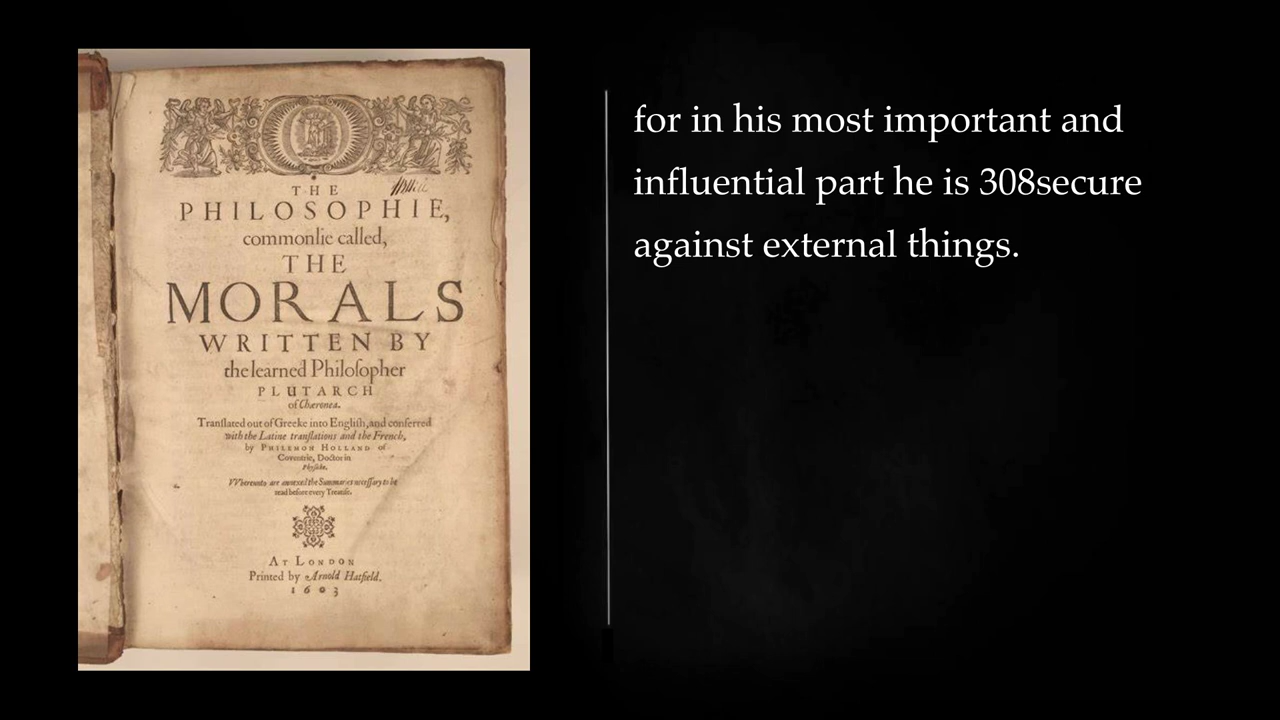 THE
PHILOSOPHIE,
commonlie called,
THE
MORALS
WRITTEN BY
the learned Philoſopher
PLUTARCH
of Chæronea.
Tranſlated out of Greeke into Engliſh, and conferred
with the Latine tranſlations and the French,
by PHILEMON HOLLAND of
Coventrie, Doctor in
Phyſicke.
VVhereunto are annexed the Summaries neceſſary to be
read before every Treatiſe.
AT LONDON
Printed by Arnold Hatfield.
1603
for in his most important and
influential part he is 308secure
against external things.